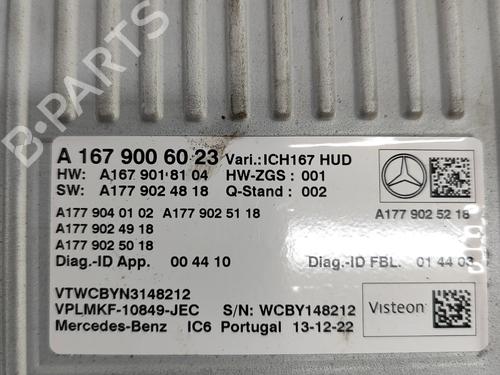 B-PARTS
A 167 900 60 23 Vari.:ICH167 HUD
HW: A167 901 81 04 HW-ZGS : 001
SW: A177 902 48 18 Q-Stand : 002
A177 904 01 02 A177 902 51 18 A177 902 52 18
A177 902 49 18
A177 902 50 18
Diag.-ID App. 00 44 10 Diag.-ID FBL. 01 44 03
VTWCBYN3148212
VPLMKF-10849-JEC S/N: WCBY148212 Visteon
Mercedes-Benz IC6 Portugal 13-12-22